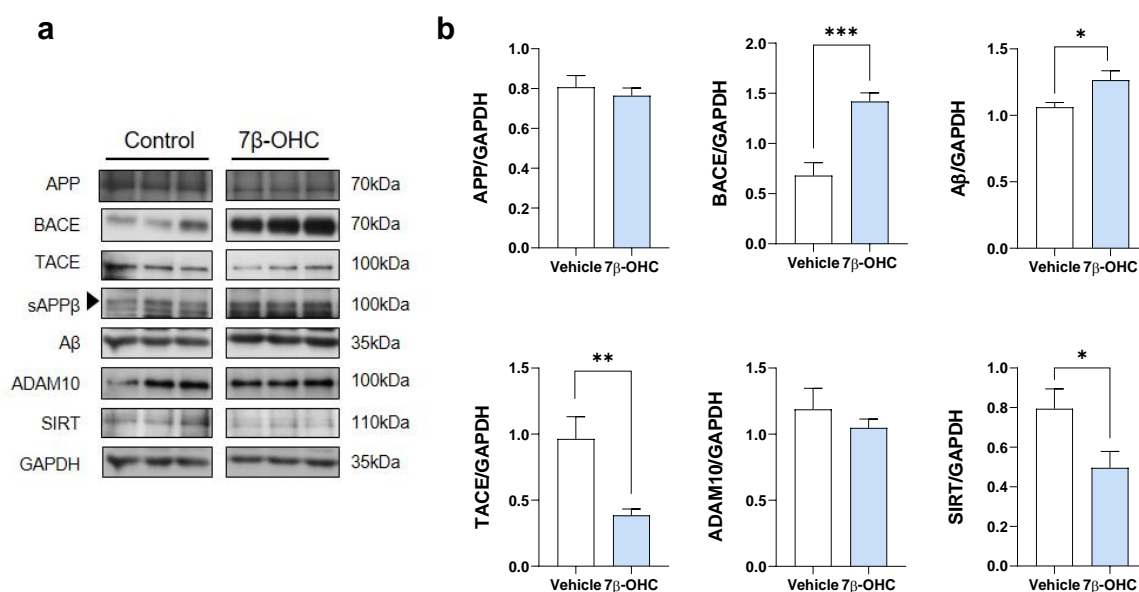 a
Control 7β-OHC
APP 70kDa
BACE 70kDa
TACE 100kDa
sAPPβ 100kDa
Aβ 35kDa
ADAM10 100kDa
SIRT 110kDa
GAPDH 35kDa
b
APP/GAPDH
1.0
0.8
0.6
0.4
0.2
0.0
Vehicle 7β-OHC
BACE/GAPDH
***
2.0
1.5
1.0
0.5
0.0
Vehicle 7β-OHC
Aβ/GAPDH
*
1.5
1.0
0.5
0.0
Vehicle 7β-OHC
TACE/GAPDH
**
1.5
1.0
0.5
0.0
Vehicle 7β-OHC
ADAM10/GAPDH
1.5
1.0
0.5
0.0
Vehicle 7β-OHC
SIRT/GAPDH
*
1.0
0.8
0.6
0.4
0.2
0.0
Vehicle 7β-OHC